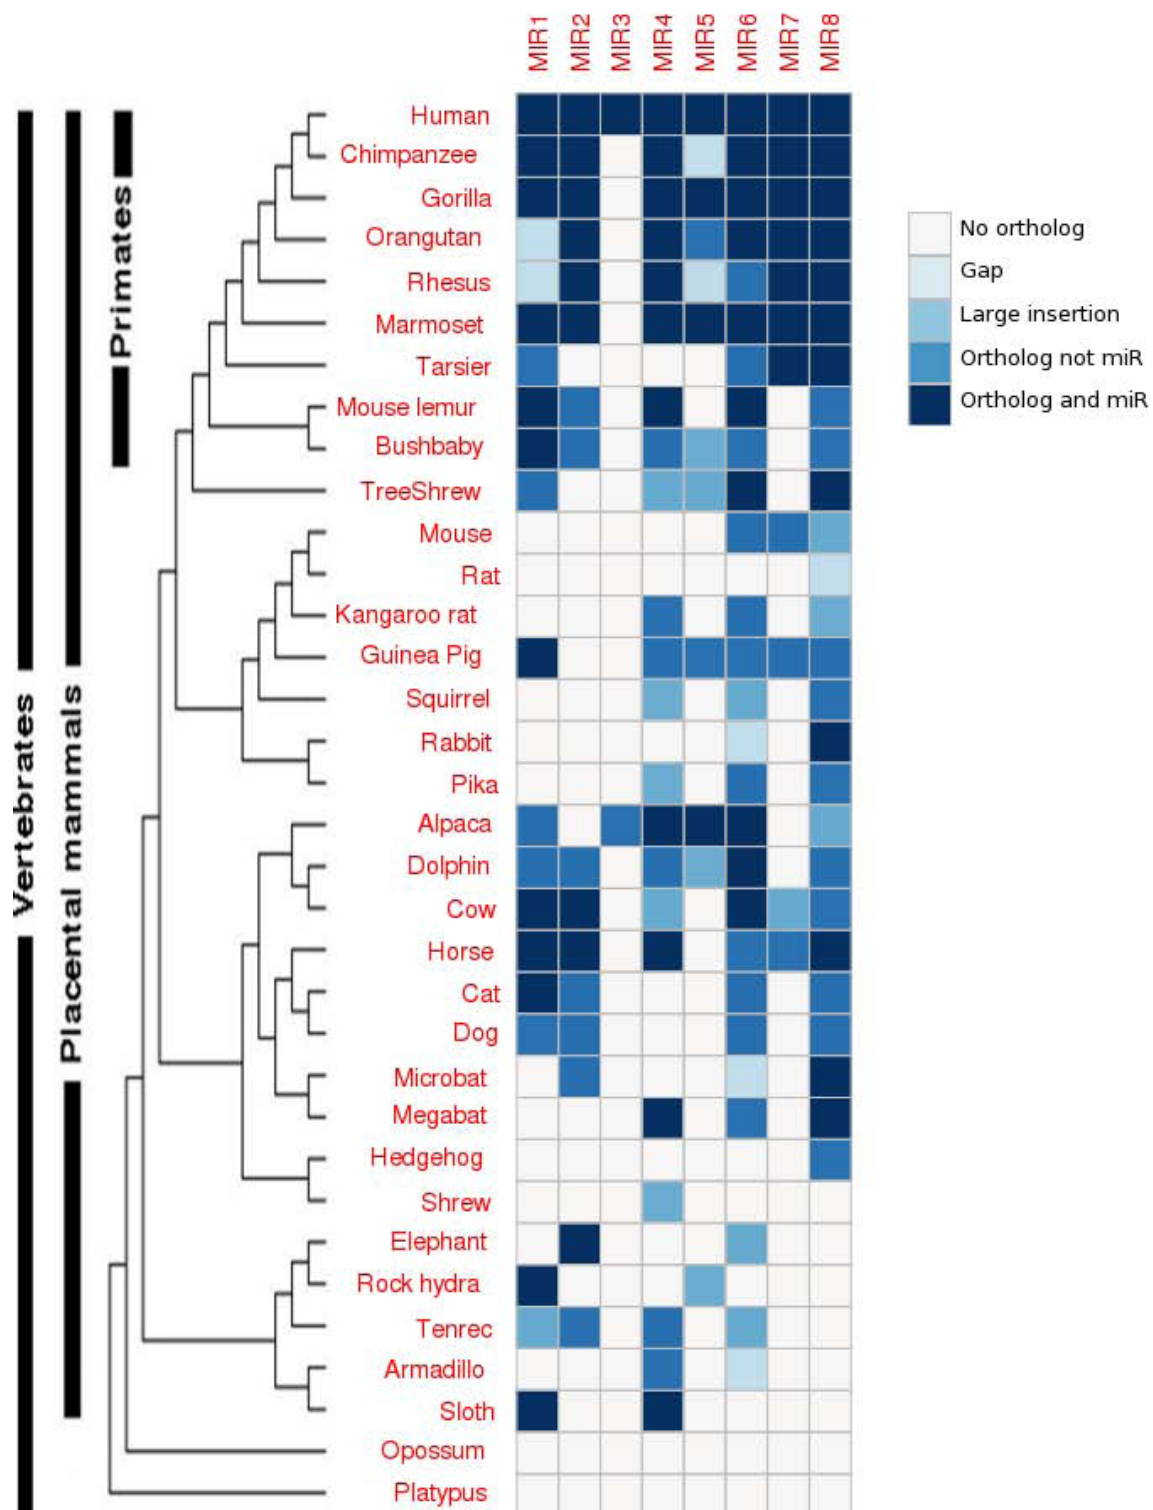 MIR1
MIR2
MIR3
MIR4
MIR5
MIR6
MIR7
MIR8
Vertebrates
Placental mammals
Primates
Human
Chimpanzee
Gorilla
Orangutan
Rhesus
Marmoset
Tarsier
Mouse lemur
Bushbaby
TreeShrew
Mouse
Rat
Kangaroo rat
Guinea Pig
Squirrel
Rabbit
Pika
Alpaca
Dolphin
Cow
Horse
Cat
Dog
Microbat
Megabat
Hedgehog
Shrew
Elephant
Rock hydra
Tenrec
Armadillo
Sloth
Opossum
Platypus
No ortholog
Gap
Large insertion
Ortholog not miR
Ortholog and miR